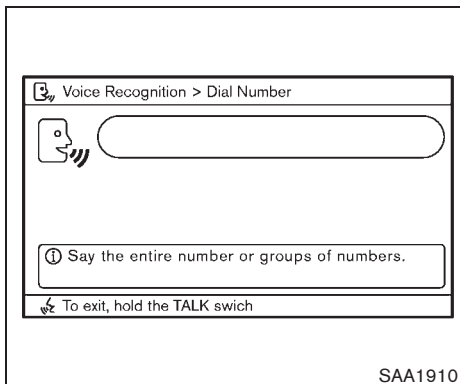 Voice Recognition > Dial Number
Say the entire number or groups of numbers.
To exit, hold the TALK swich
SAA1910